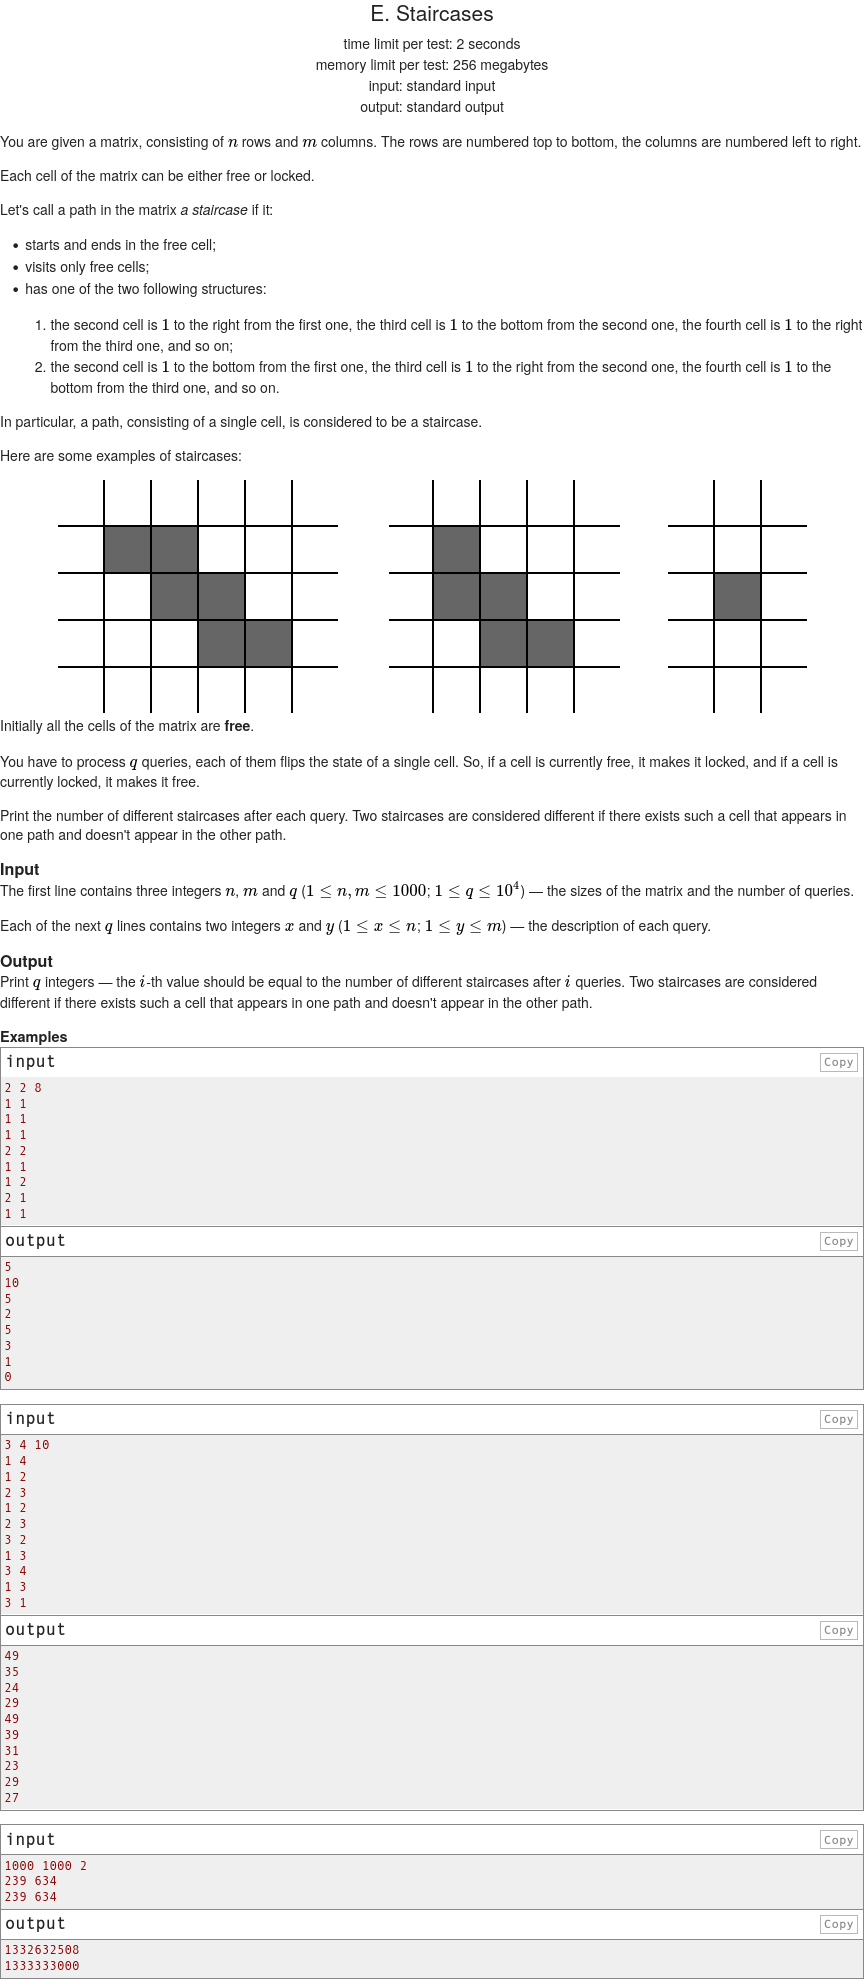 E. Staircases
time limit per test: 2 seconds
memory limit per test: 256 megabytes
input: standard input
output: standard output
You are given a matrix, consisting of n rows and m columns. The rows are numbered top to bottom, the columns are numbered left to right.
Each cell of the matrix can be either free or locked.
Let's call a path in the matrix a staircase if it:
• starts and ends in the free cell;
• visits only free cells;
• has one of the two following structures:
1. the second cell is 1 to the right from the first one, the third cell is 1 to the bottom from the second one, the fourth cell is 1 to the right
from the third one, and so on;
2. the second cell is 1 to the bottom from the first one, the third cell is 1 to the right from the second one, the fourth cell is 1 to the
bottom from the third one, and so on.
In particular, a path, consisting of a single cell, is considered to be a staircase.
Here are some examples of staircases:
Initially all the cells of the matrix are free.
You have to process q queries, each of them flips the state of a single cell. So, if a cell is currently free, it makes it locked, and if a cell is
currently locked, it makes it free.
Print the number of different staircases after each query. Two staircases are considered different if there exists such a cell that appears in
one path and doesn't appear in the other path.
Input
The first line contains three integers n, m and q (1 ≤ n, m ≤ 1000; 1 ≤ q ≤ 10⁴) — the sizes of the matrix and the number of queries.
Each of the next q lines contains two integers x and y (1 ≤ x ≤ n; 1 ≤ y ≤ m) — the description of each query.
Output
Print q integers — the i-th value should be equal to the number of different staircases after i queries. Two staircases are considered
different if there exists such a cell that appears in one path and doesn't appear in the other path.
Examples
input Copy
2 2 8
1 1
1 1
1 1
2 2
1 1
1 2
2 1
1 1
output Copy
5
10
5
2
5
3
1
0
input Copy
3 4 10
1 4
1 2
2 3
1 2
2 3
3 2
1 3
3 4
1 3
3 1
output Copy
49
35
24
29
49
39
31
23
29
27
input Copy
1000 1000 2
239 634
239 634
output Copy
1332632508
1333333000